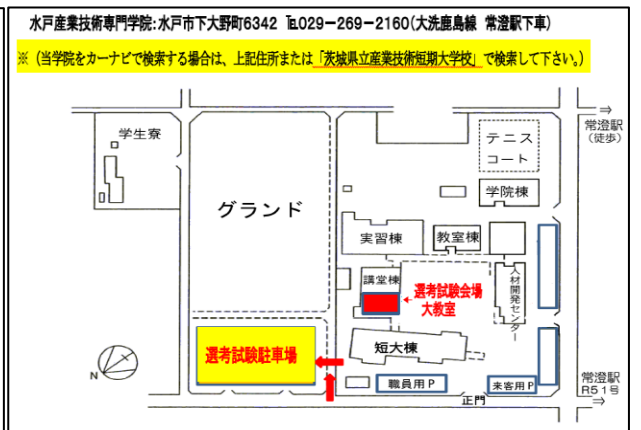 水戸産業技術専門学院:水戸市下大野町6342 ℡029-269-2160(大洗鹿島線 常澄駅下車)
※(当学院をカーナビで検索する場合は、上記住所または「茨城県立産業技術短期大学校」で検索して下さい。)
⇒
常澄駅
(徒歩)
学生寮
テニス
コート
学院棟
グランド
実習棟
教室棟
講堂棟
選考試験会場
大教室
人材開発センター
短大棟
選考試験駐車場
N
職員用P
来客用P
正門
常澄駅
R51号
⇒